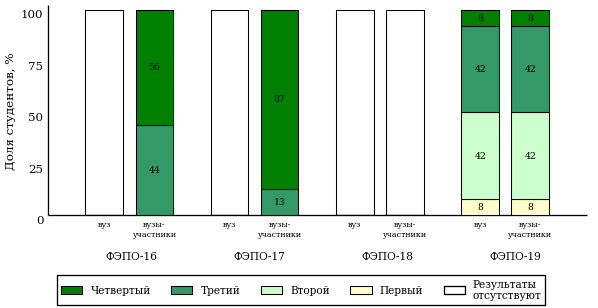 Доля студентов, %
100
75
50
25
0
56
44
87
13
8
42
42
8
8
42
42
8
вуз
вузы-
участники
вуз
вузы-
участники
вуз
вузы-
участники
вуз
вузы-
участники
ФЭПО-16
ФЭПО-17
ФЭПО-18
ФЭПО-19
Четвертый
Третий
Второй
Первый
Результаты
отсутствуют